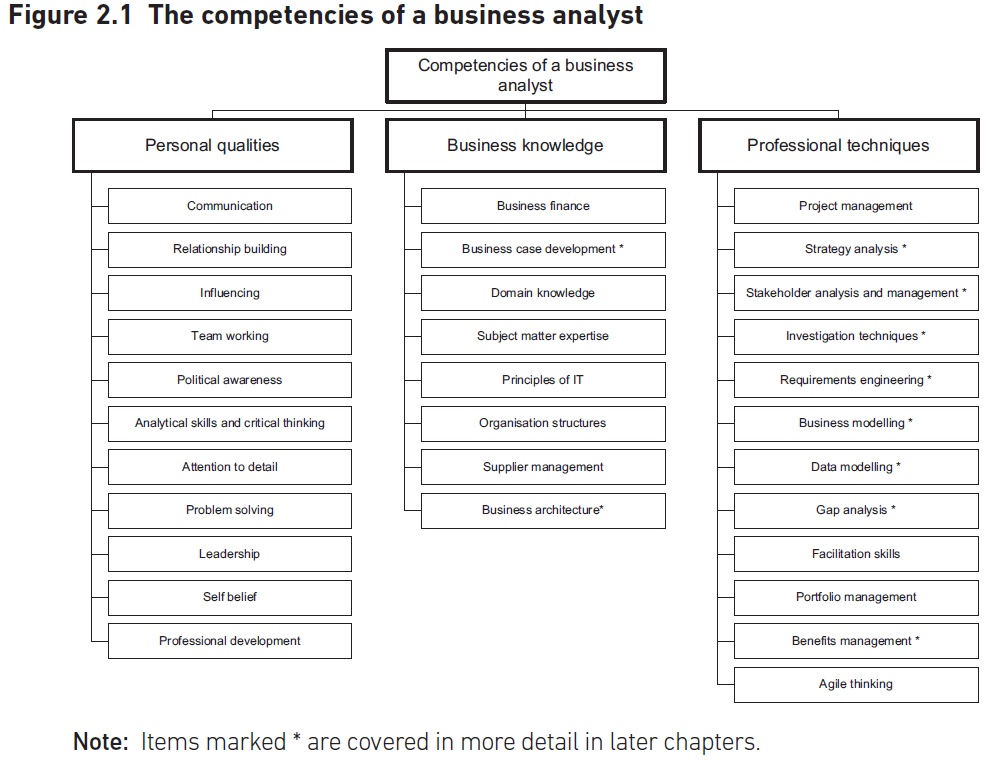 Figure 2.1 The competencies of a business analyst
Competencies of a business
analyst
Personal qualities
Communication
Relationship building
Influencing
Team working
Political awareness
Analytical skills and critical thinking
Attention to detail
Problem solving
Leadership
Self belief
Professional development
Business knowledge
Business finance
Business case development *
Domain knowledge
Subject matter expertise
Principles of IT
Organisation structures
Supplier management
Business architecture*
Professional techniques
Project management
Strategy analysis *
Stakeholder analysis and management *
Investigation techniques *
Requirements engineering *
Business modelling *
Data modelling *
Gap analysis *
Facilitation skills
Portfolio management
Benefits management *
Agile thinking
Note: Items marked * are covered in more detail in later chapters.